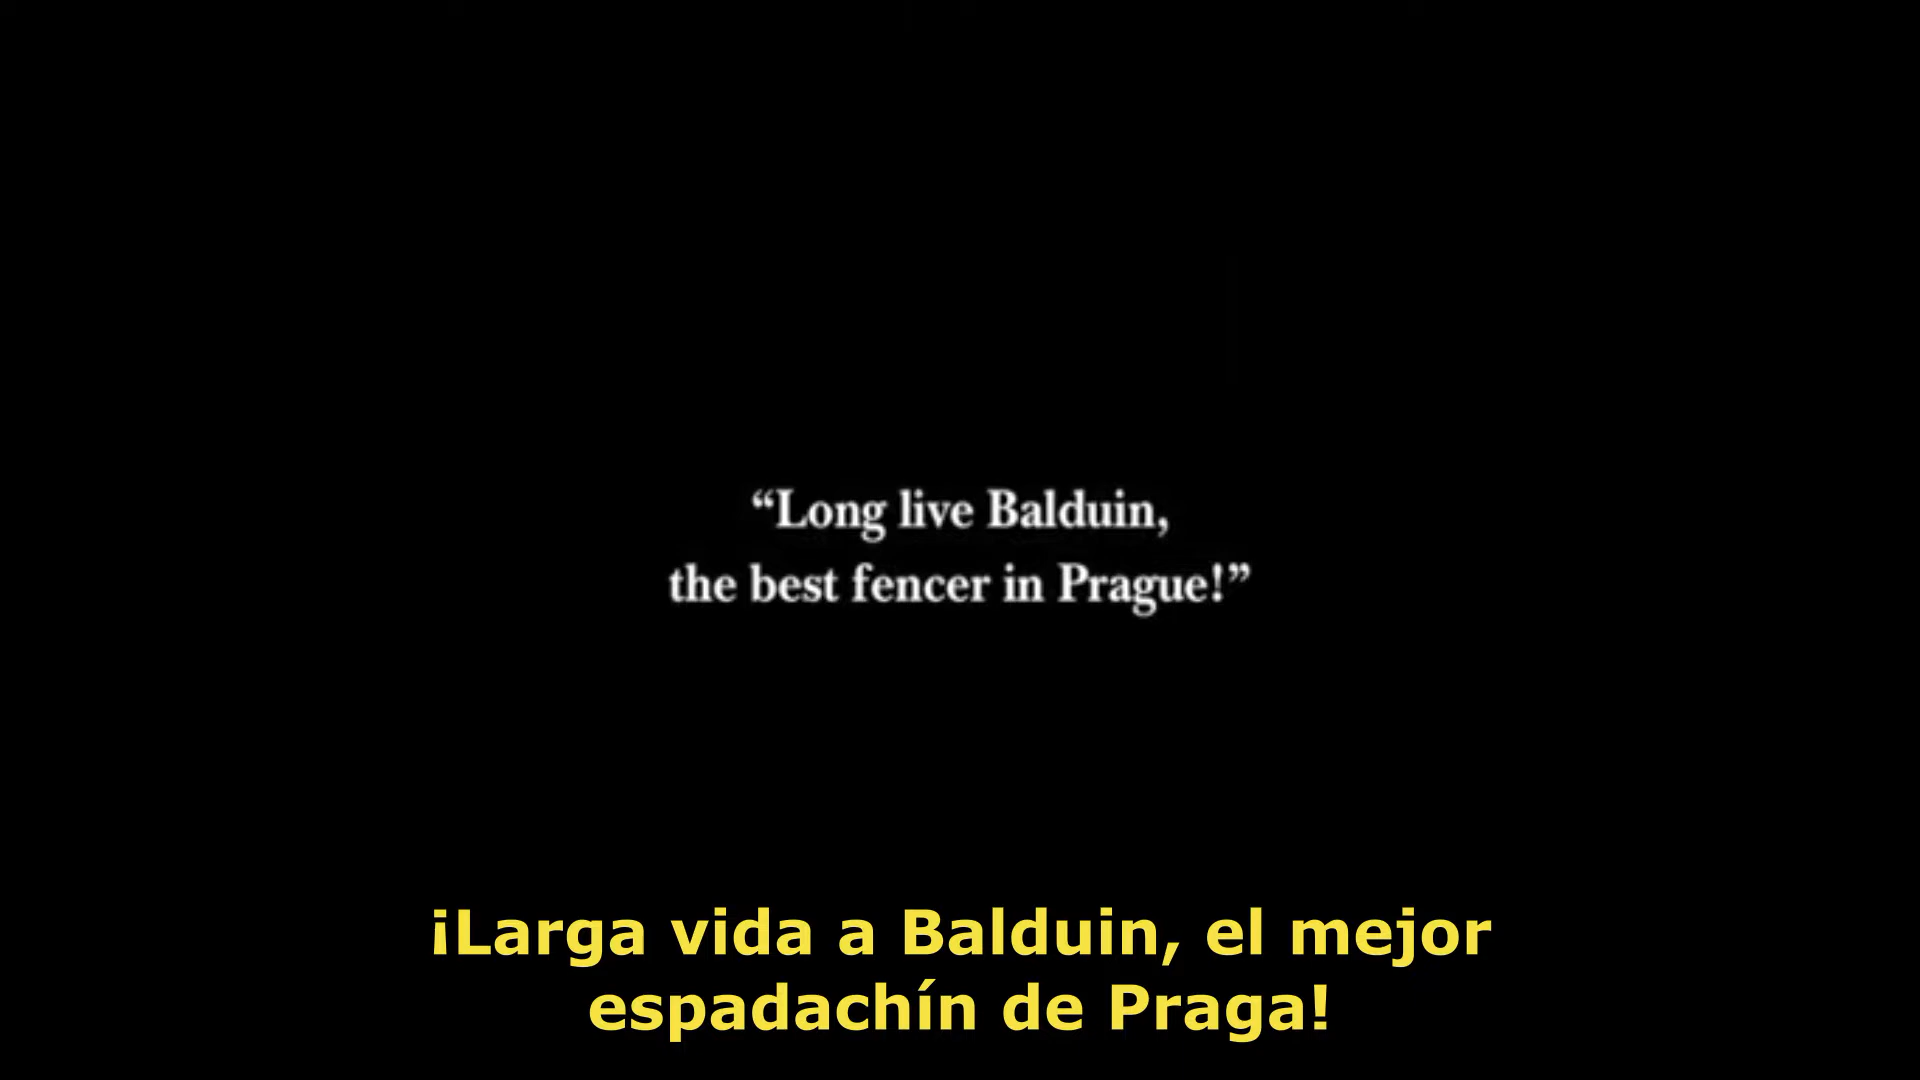 “Long live Balduin,
the best fencer in Prague!”
¡Larga vida a Balduin, el mejor
espadachín de Praga!